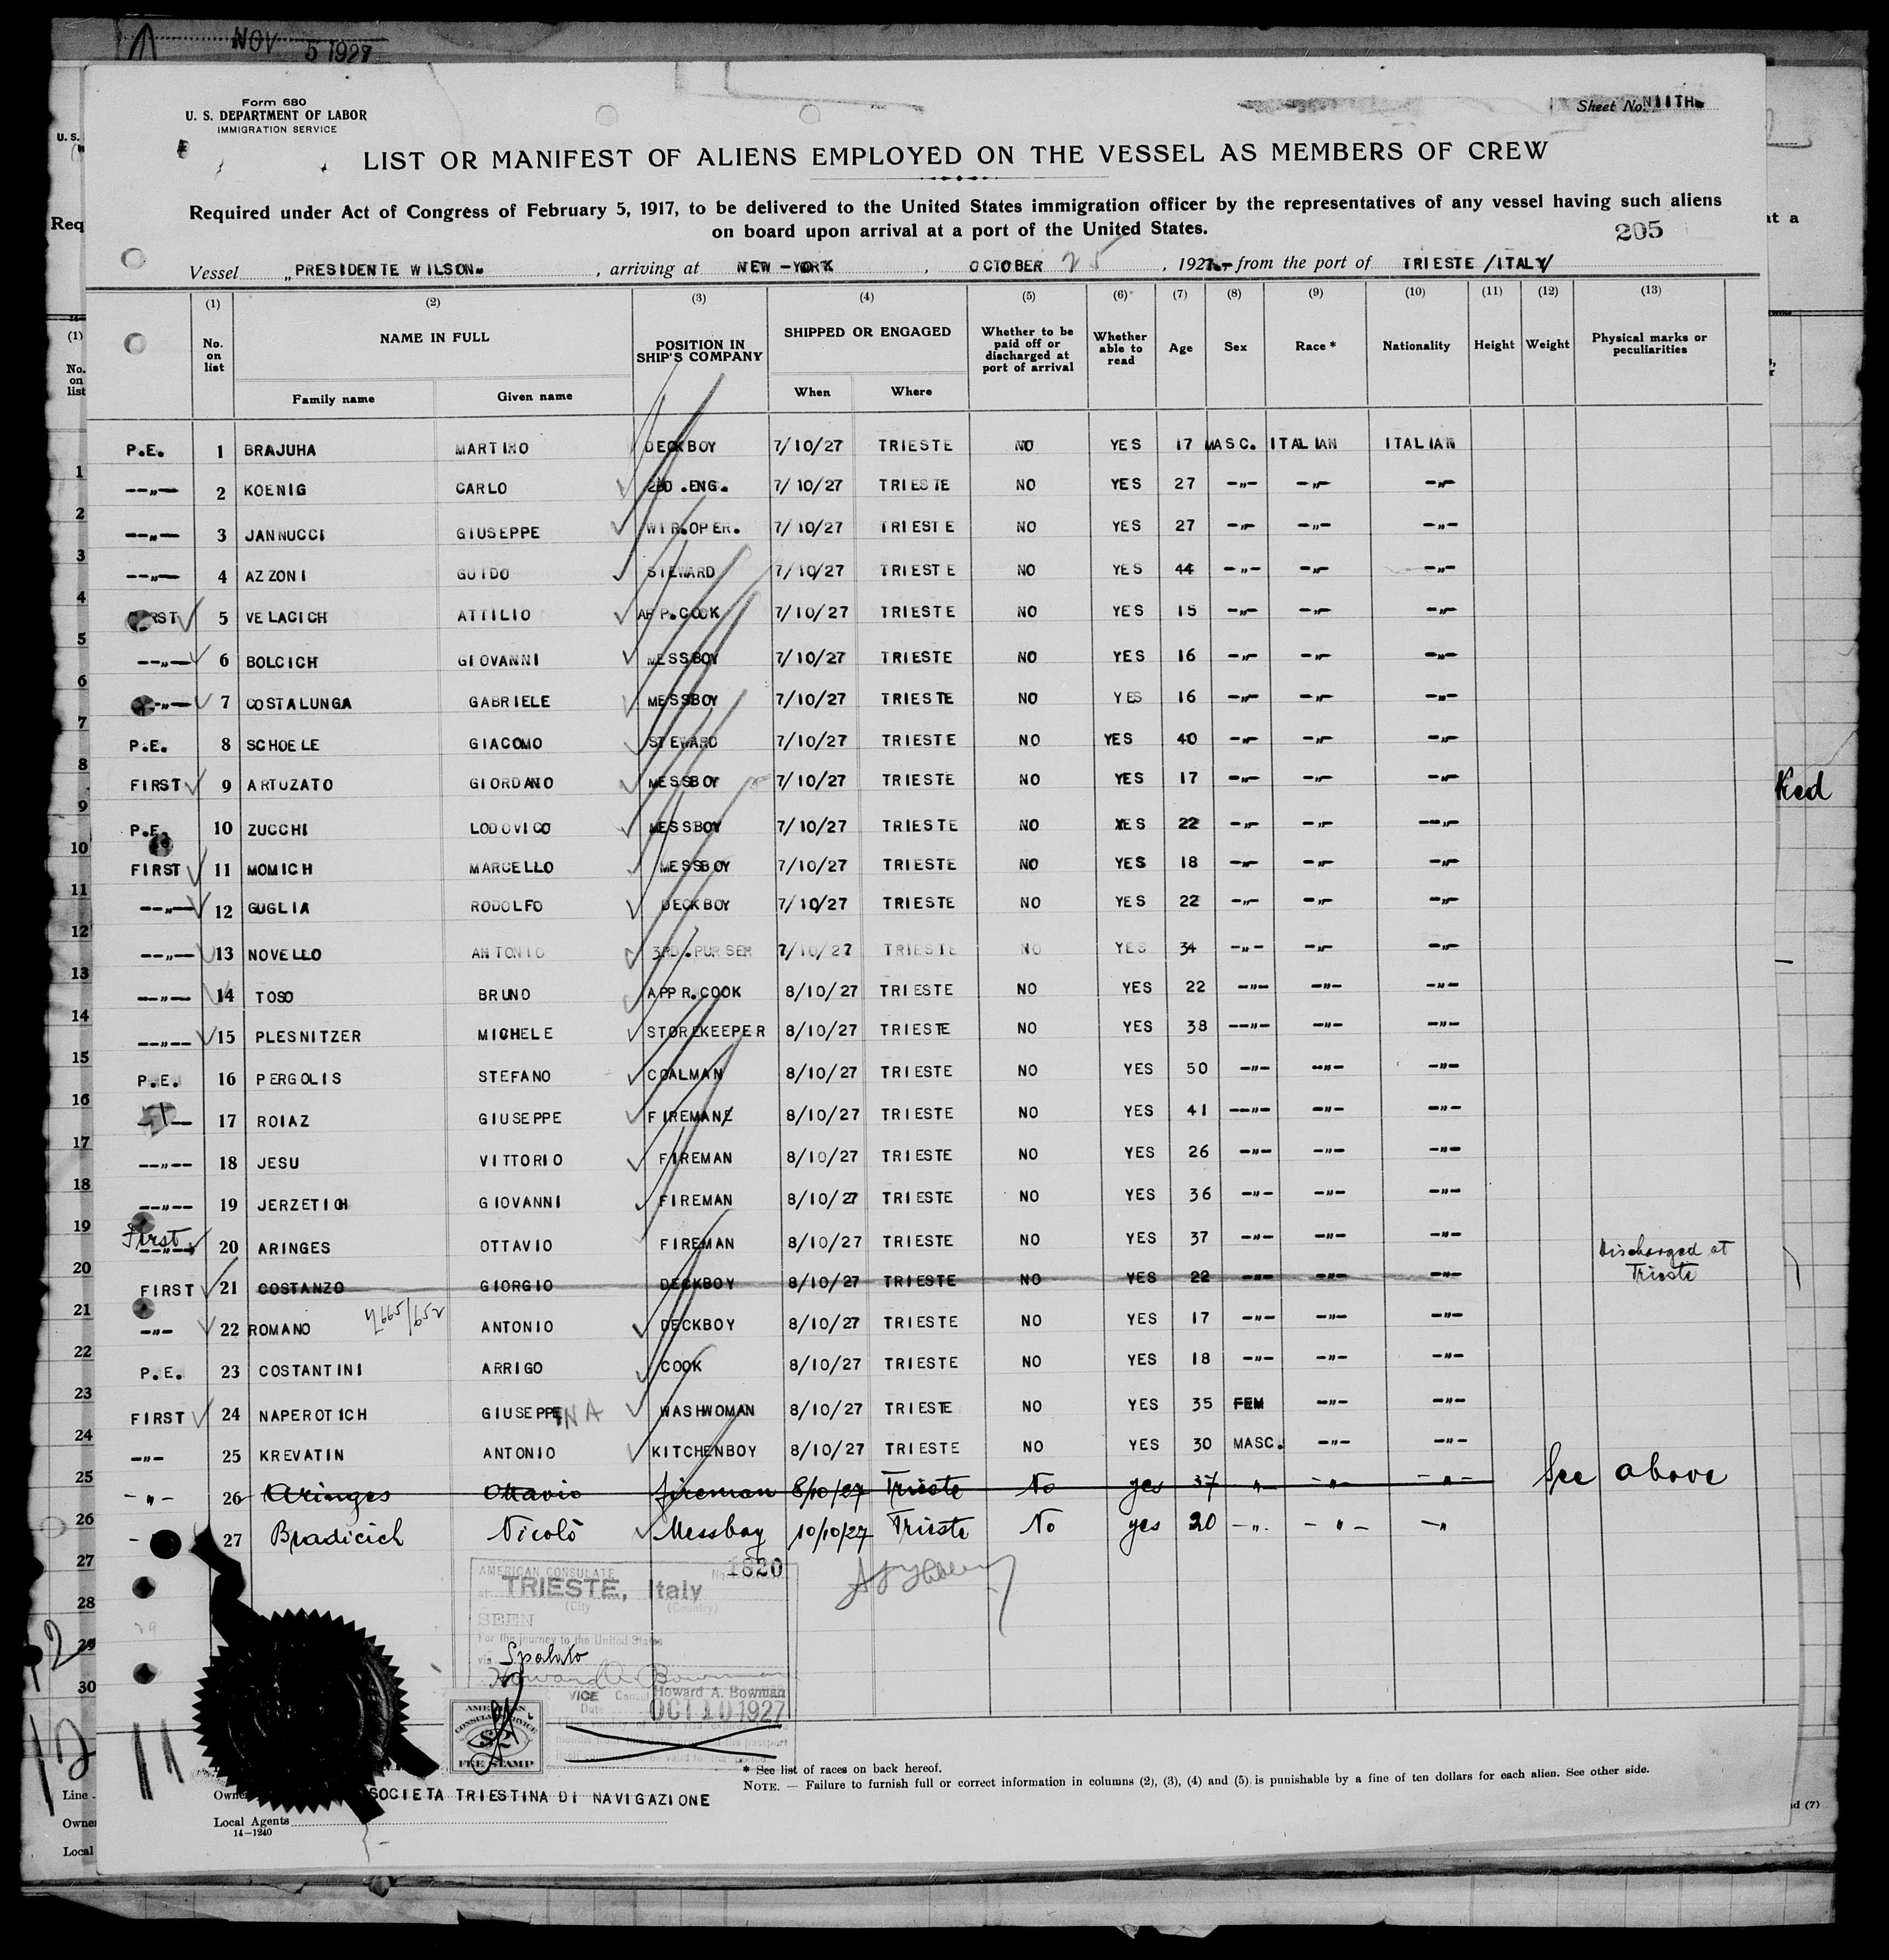 NOV 5 1927
Form 680
U. S. DEPARTMENT OF LABOR
IMMIGRATION SERVICE
Sheet No. N11TH
LIST OR MANIFEST OF ALIENS EMPLOYED ON THE VESSEL AS MEMBERS OF CREW
Required under Act of Congress of February 5, 1917, to be delivered to the United States immigration officer by the representatives of any vessel having such aliens
on board upon arrival at a port of the United States.
205
Vessel „PRESIDENTE WILSON„ , arriving at NEW-YORK , OCTOBER 25 , 1927.- from the port of TRIESTE /ITALY/
(1) (2) (3) (4) (5) (6) (7) (8) (9) (10) (11) (12) (13)
No. on list NAME IN FULL POSITION IN SHIP'S COMPANY SHIPPED OR ENGAGED Whether to be paid off or discharged at port of arrival Whether able to read Age Sex Race * Nationality Height Weight Physical marks or peculiarities
Family name Given name When Where
P.E. 1 BRAJUHA MARTINO DECKBOY 7/10/27 TRIESTE NO YES 17 MASC. ITALIAN ITALIAN
--„-- 2 KOENIG CARLO 2ND.ENG. 7/10/27 TRIESTE NO YES 27 -„- -„- -„-
--„-- 3 JANNUCCI GIUSEPPE WIR.OPER. 7/10/27 TRIESTE NO YES 27 -„- -„- -„-
--„-- 4 AZZONI GUIDO STEWARD 7/10/27 TRIESTE NO YES 44 -„- -„- -„-
FIRST 5 VELACICH ATTILIO APP.COOK 7/10/27 TRIESTE NO YES 15 -„- -„- -„-
--„-- 6 BOLCICH GIOVANNI MESSBOY 7/10/27 TRIESTE NO YES 16 -„- -„- -„-
-„-- 7 COSTALUNGA GABRIELE MESSBOY 7/10/27 TRIESTE NO YES 16 -„- -„- -„-
P.E. 8 SCHOELE GIACOMO STEWARD 7/10/27 TRIESTE NO YES 40 -„- -„- -„-
FIRST 9 ARTUZATO GIORDANO MESSBOY 7/10/27 TRIESTE NO YES 17 -„- -„- -„-
P.E. 10 ZUCCHI LODOVICO MESSBOY 7/10/27 TRIESTE NO YES 22 -„- -„- --„-
FIRST 11 MOMICH MARCELLO MESSBOY 7/10/27 TRIESTE NO YES 18 -„- -„- -„-
--„-- 12 GUGLIA RODOLFO DECKBOY 7/10/27 TRIESTE NO YES 22 -„- -„- -„-
--„-- 13 NOVELLO ANTONIO 3RD.PURSER 7/10/27 TRIESTE NO YES 34 -„- -„- -„-
--„-- 14 TOSO BRUNO APPR.COOK 8/10/27 TRIESTE NO YES 22 --„- --„- --„-
--„-- 15 PLESNITZER MICHELE STOREKEEPER 8/10/27 TRIESTE NO YES 38 --„- --„- --„-
P.E. 16 PERGOLIS STEFANO COALMAN 8/10/27 TRIESTE NO YES 50 --„- --„- --„-
17 ROIAZ GIUSEPPE FIREMANE 8/10/27 TRIESTE NO YES 41 --„- --„- --„-
--„-- 18 JESU VITTORIO FIREMAN 8/10/27 TRIESTE NO YES 26 --„- --„- --„-
--„-- 19 JERZETICH GIOVANNI FIREMAN 8/10/27 TRIESTE NO YES 36 --„- --„- --„-
First --„-- 20 ARINGES OTTAVIO FIREMAN 8/10/27 TRIESTE NO YES 37 --„- --„- --„-
FIRST 21 COSTANZO GIORGIO DECKBOY 8/10/27 TRIESTE NO YES 22 --„- --„- --„- Discharged at Trieste
--„-- 22 ROMANO ANTONIO DECKBOY 8/10/27 TRIESTE NO YES 17 --„- --„- --„-
P.E. 23 COSTANTINI ARRIGO COOK 8/10/27 TRIESTE NO YES 18 --„- --„- --„-
FIRST 24 NAPEROTICH GIUSEPPINA WASHWOMAN 8/10/27 TRIESTE NO YES 35 FEM --„- --„-
--„-- 25 KREVATIN ANTONIO KITCHENBOY 8/10/27 TRIESTE NO YES 30 MASC. --„- --„-
-„- 26 Aringes Ottavio fireman 8/10/27 Trieste No yes 37 „ -„- -„- See above
- 27 Bradicich Nicolò Messboy 10/10/27 Trieste No yes 20 -„. -„- -„
AMERICAN CONSULATE No. 1820
at TRIESTE, Italy
(City (Country)
SEEN
For the journey to the United States
via Spalato
Howard A. Bowman
VICE Consul Howard A. Bowman
Date OCT 10 1927
AMERICAN CONSULAR SERVICE
$2
FEE STAMP
* See list of races on back hereof.
NOTE. — Failure to furnish full or correct information in columns (2), (3), (4) and (5) is punishable by a fine of ten dollars for each alien. See other side.
SOCIETA TRIESTINA DI NAVIGAZIONE
Local Agents
14—1240
11
12